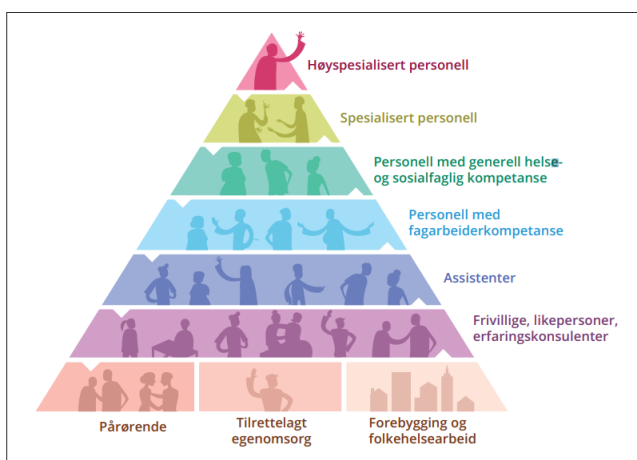 Høyspesialisert personell
Spesialisert personell
Personell med generell helse-
og sosialfaglig kompetanse
Personell med
fagarbeiderkompetanse
Assistenter
Frivillige, likepersoner,
erfaringskonsulenter
Pårørende
Tilrettelagt
egenomsorg
Forebygging og
folkehelsearbeid